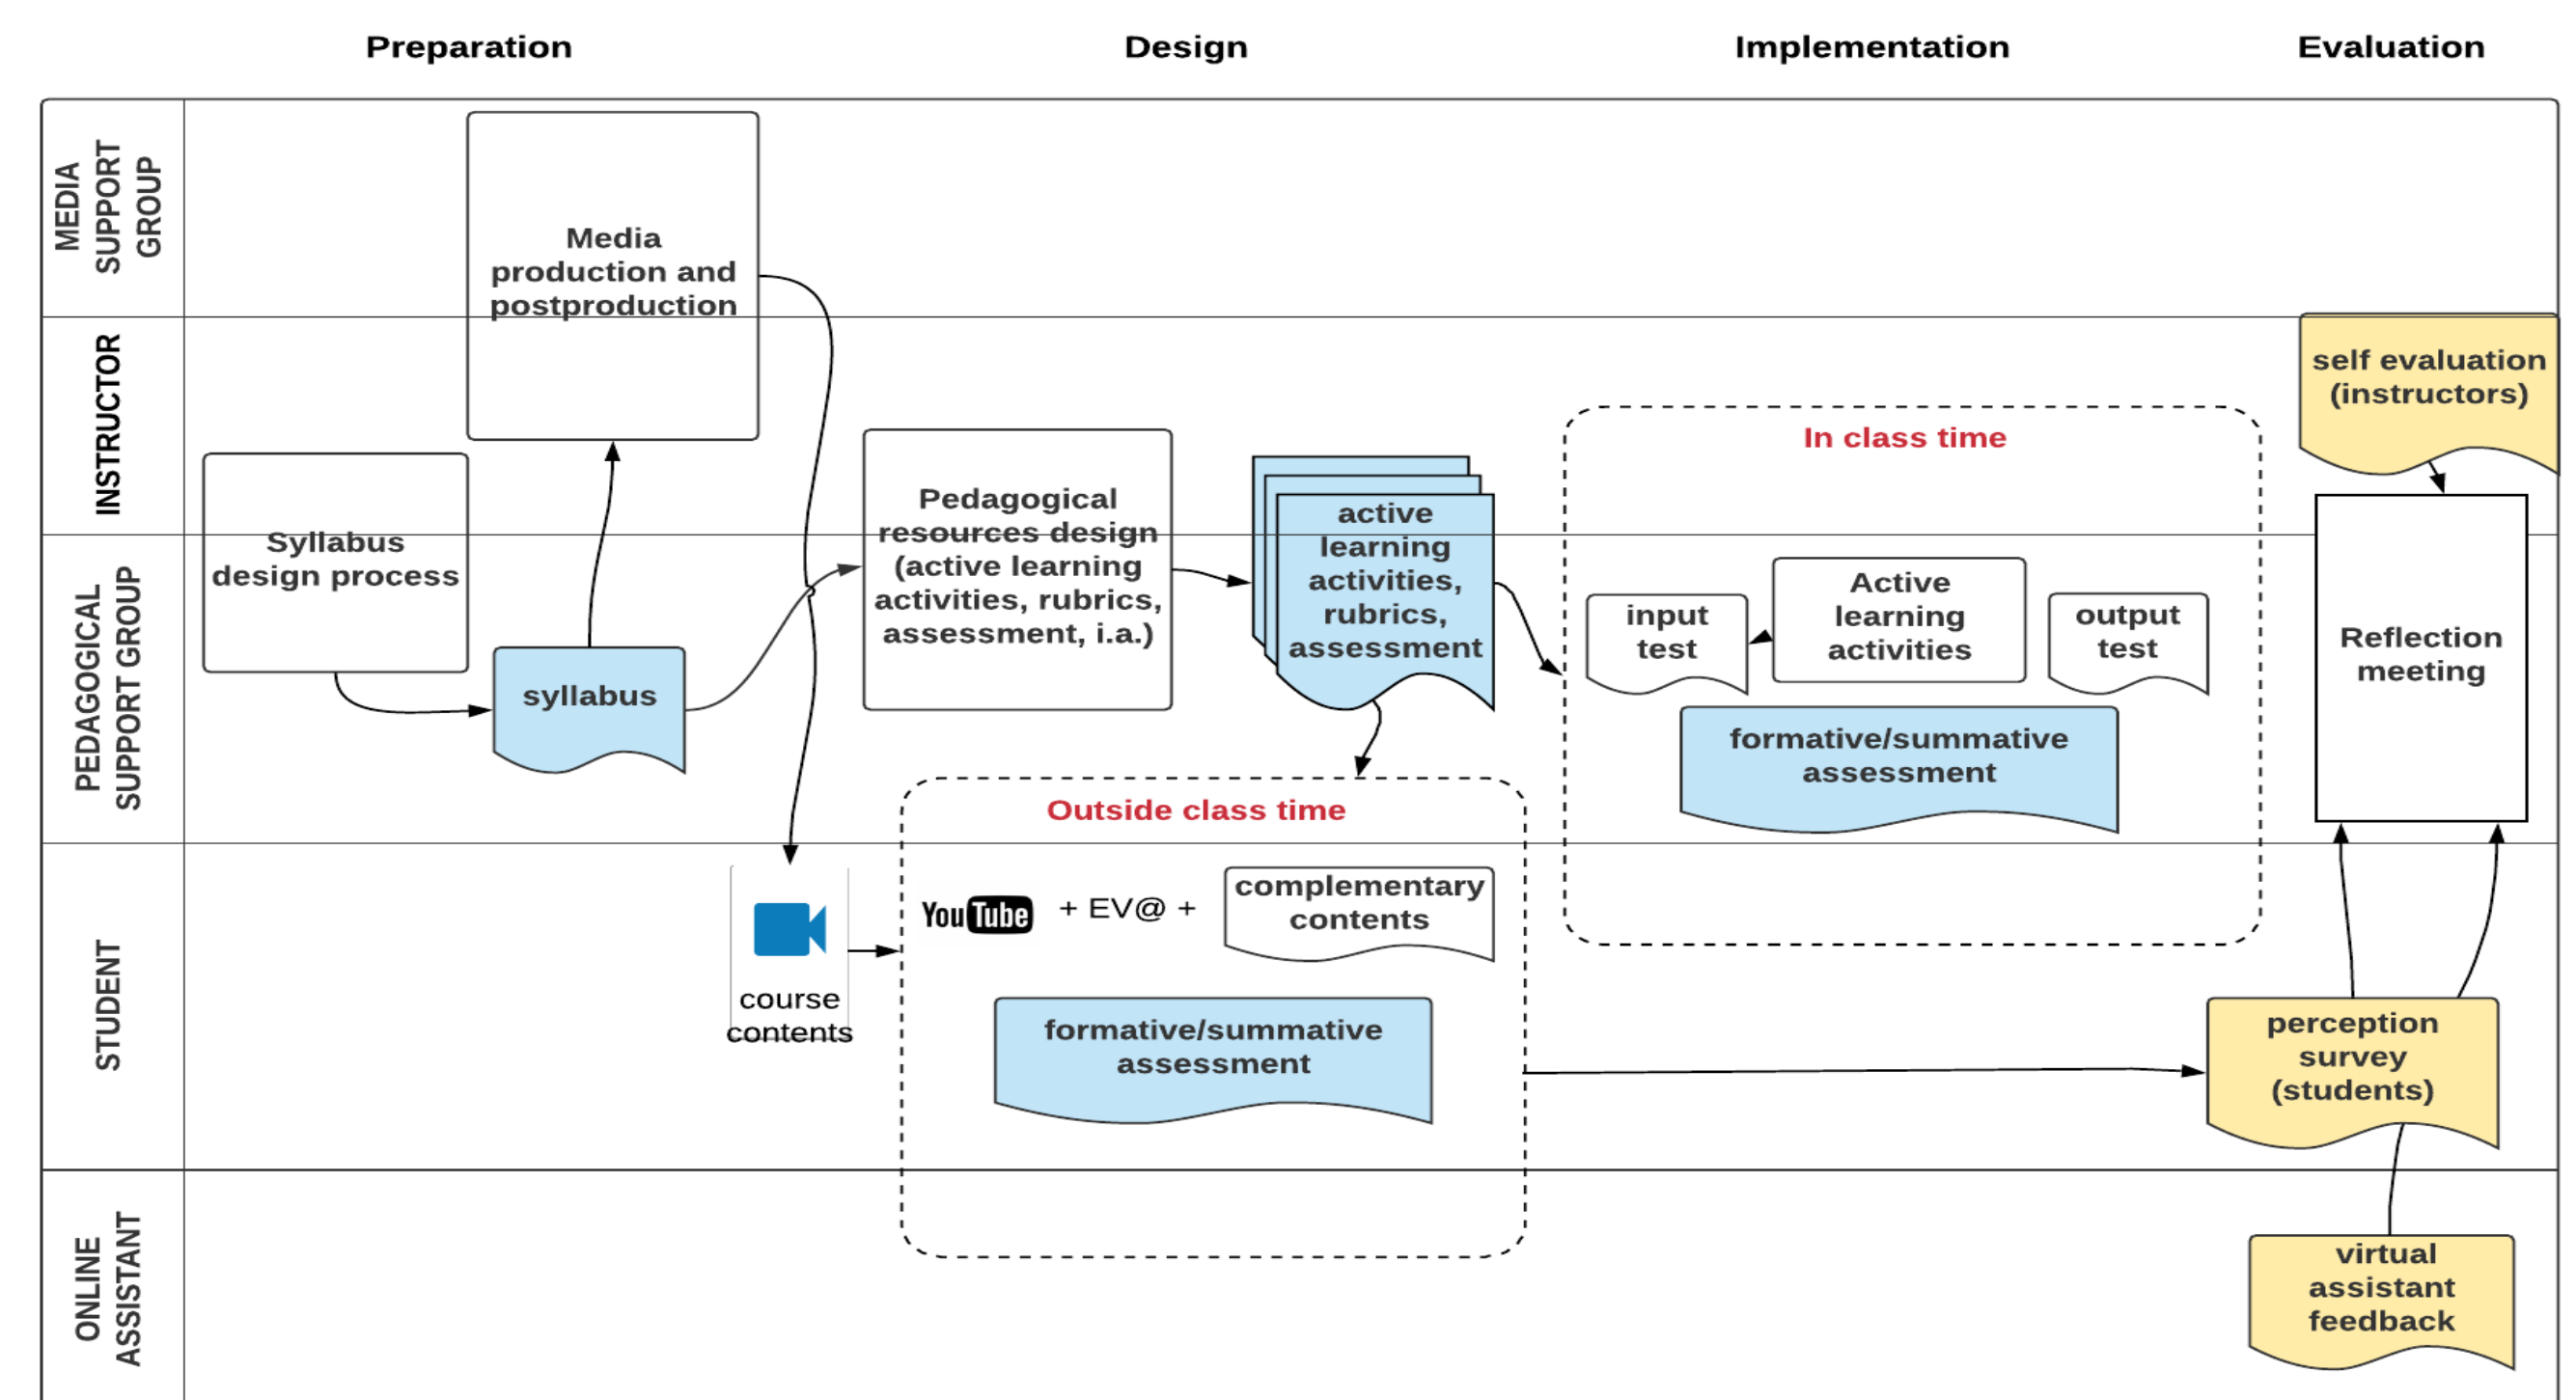 Preparation
Design
Implementation
Evaluation
MEDIA
SUPPORT
GROUP
Media
production and
postproduction
INSTRUCTOR
self evaluation
(instructors)
In class time
Syllabus
design process
Pedagogical
resources design
(active learning
activities, rubrics,
assessment, i.a.)
active
learning
activities,
rubrics,
assessment
PEDAGOGICAL
SUPPORT GROUP
syllabus
input
test
Active
learning
activities
output
test
formative/summative
assessment
Reflection
meeting
Outside class time
STUDENT
course
contents
YouTube
+ EV@ +
complementary
contents
formative/summative
assessment
perception
survey
(students)
ONLINE
ASSISTANT
virtual
assistant
feedback